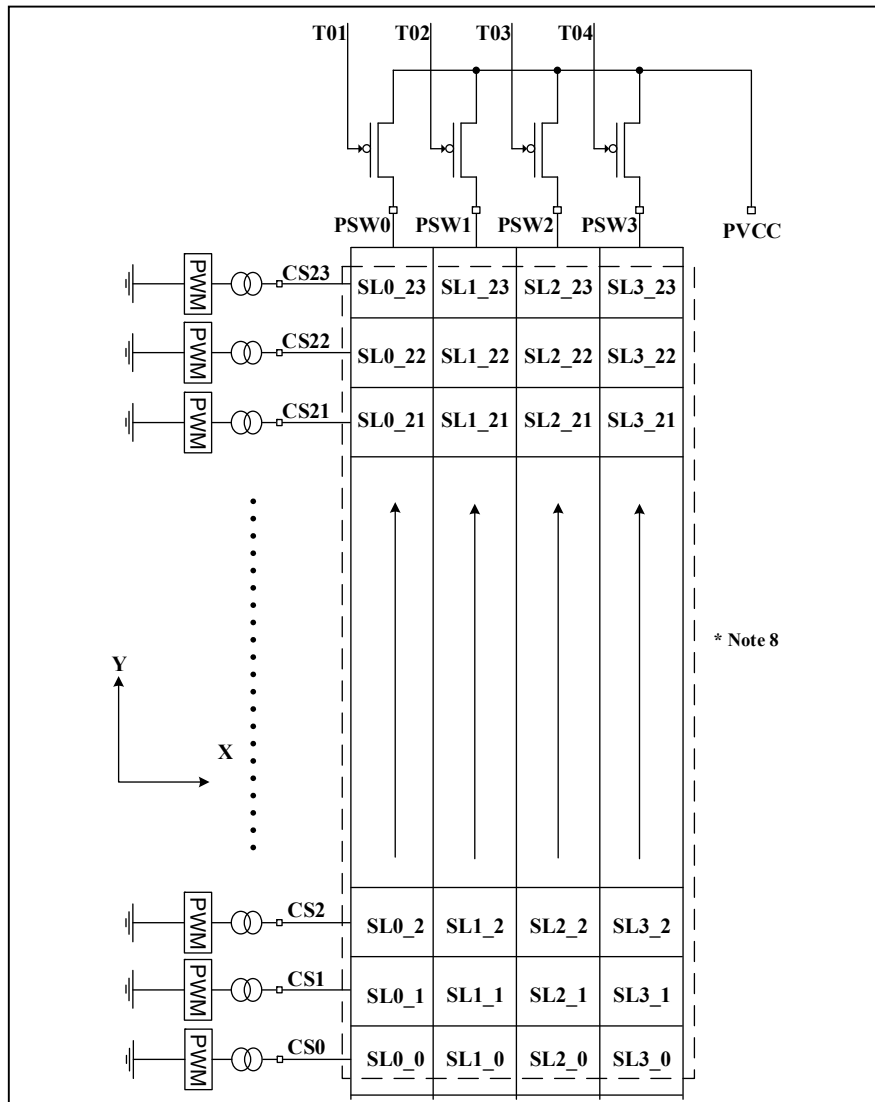 T01 T02 T03 T04
PSW0 PSW1 PSW2 PSW3 PVCC
PWM CS23 SL0_23 SL1_23 SL2_23 SL3_23
PWM CS22 SL0_22 SL1_22 SL2_22 SL3_22
PWM CS21 SL0_21 SL1_21 SL2_21 SL3_21
* Note 8
Y
X
PWM CS2 SL0_2 SL1_2 SL2_2 SL3_2
PWM CS1 SL0_1 SL1_1 SL2_1 SL3_1
PWM CS0 SL0_0 SL1_0 SL2_0 SL3_0